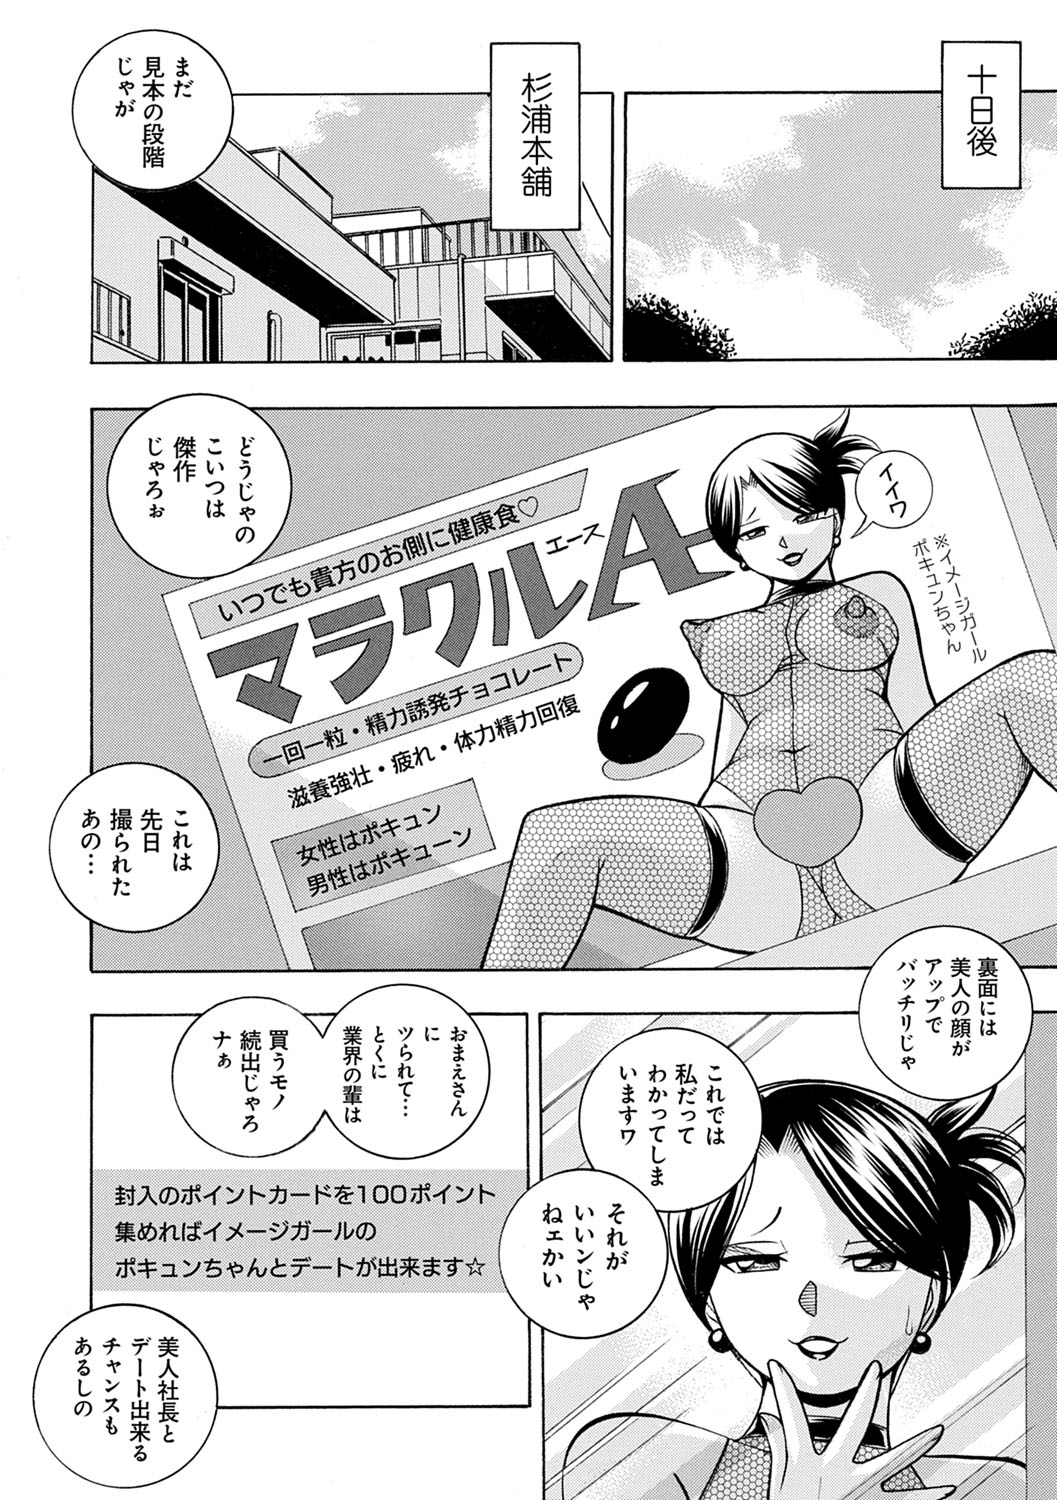 十日後
杉浦本舗
まだ
見本の段階
じゃが
どうじゃの
こいつは
傑作
じゃろぉ
イイワ
※イメージガール
ポキュンちゃん
いつでも貴方のお側に健康食♡
エース
マラワルA
一回一粒・精力誘発チョコレート
滋養強壮・疲れ・体力精力回復
女性はポキュン
男性はポキューン
これは
先日
撮られた
あの…
裏面には
美人の顔が
アップで
バッチリじゃ
これでは
私だって
わかってしま
いますワ
それが
いいンじゃ
ねェかい
おまえさん
に
ツられて…
とくに
業界の輩は
買うモノ
続出じゃろ
ナぁ
封入のポイントカードを100ポイント
集めればイメージガールの
ポキュンちゃんとデートが出来ます☆
美人社長と
デート出来る
チャンスも
あるしの